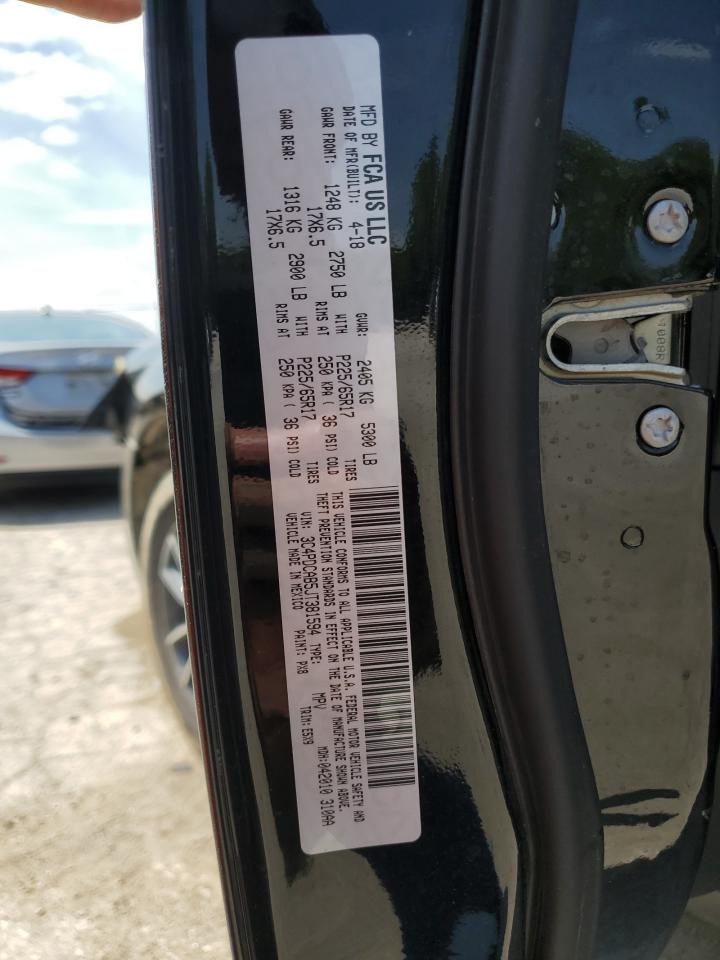 MFD BY FCA US LLC
DATE OF MFR(BUILT): 4-18 GVWR: 2405 KG 5300 LB
GAWR FRONT: 1248 KG 2750 LB WITH P225/65R17 TIRES
17X6.5 RIMS AT 250 KPA ( 36 PSI) COLD
GAWR REAR: 1316 KG 2900 LB WITH P225/65R17 TIRES
17X6.5 RIMS AT 250 KPA ( 36 PSI) COLD
THIS VEHICLE CONFORMS TO ALL APPLICABLE U.S.A. FEDERAL MOTOR VEHICLE SAFETY AND
THEFT PREVENTION STANDARDS IN EFFECT ON THE DATE OF MANUFACTURE SHOWN ABOVE.
VIN: 3C4PDCAB5JT381594 TYPE: MPV MDH:042010 310AA
VEHICLE MADE IN MEXICO PAINT: PX8 TRIM: E5X9